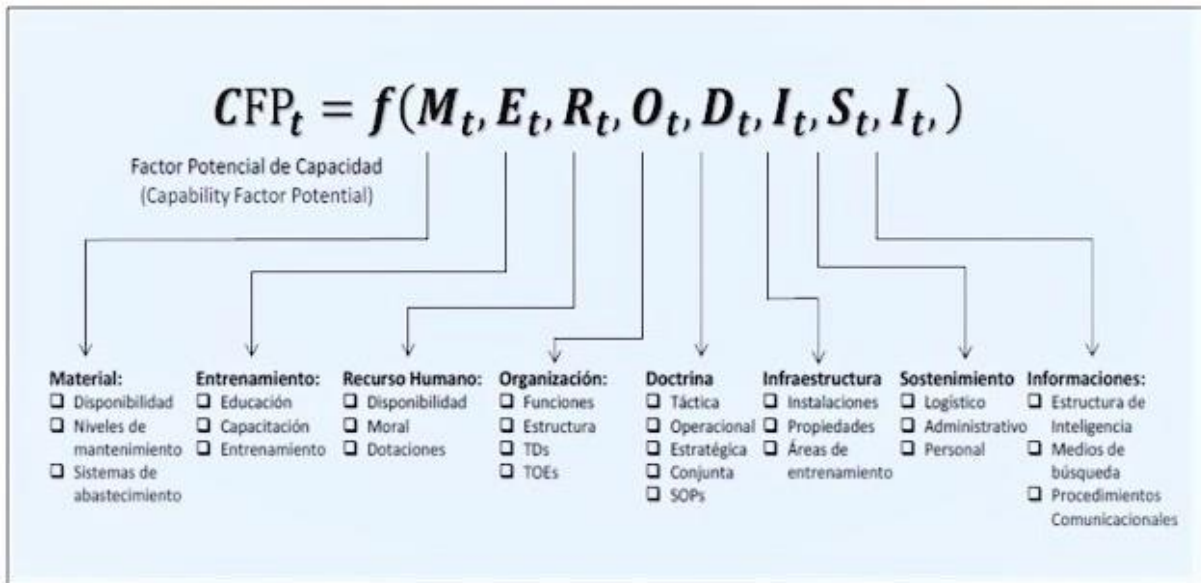 CFPt = f(Mt, Et, Rt, Ot, Dt, It, St, It, )
Factor Potencial de Capacidad
(Capability Factor Potential)
Material:
❑ Disponibilidad
❑ Niveles de
mantenimiento
❑ Sistemas de
abastecimiento
Entrenamiento:
❑ Educación
❑ Capacitación
❑ Entrenamiento
Recurso Humano:
❑ Disponibilidad
❑ Moral
❑ Dotaciones
Organización:
❑ Funciones
❑ Estructura
❑ TDs
❑ TOEs
Doctrina
❑ Táctica
❑ Operacional
❑ Estratégica
❑ Conjunta
❑ SOPs
Infraestructura
❑ Instalaciones
❑ Propiedades
❑ Áreas de
entrenamiento
Sostenimiento
❑ Logístico
❑ Administrativo
❑ Personal
Informaciones:
❑ Estructura de
Inteligencia
❑ Medios de
búsqueda
❑ Procedimientos
Comunicacionales